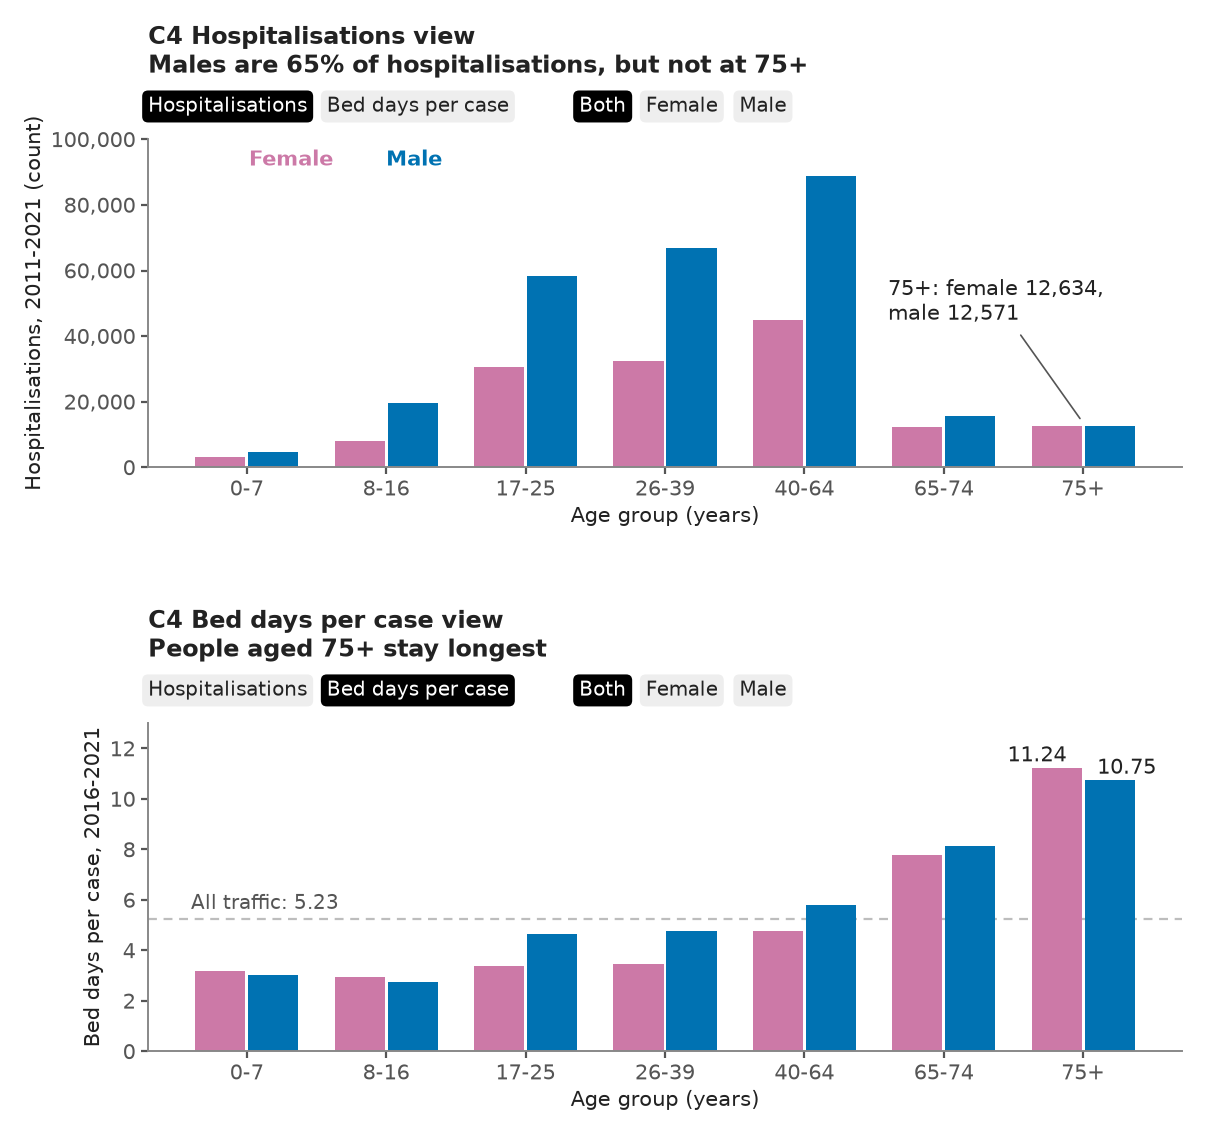 C4 Hospitalisations view
Males are 65% of hospitalisations, but not at 75+
Hospitalisations Bed days per case Both Female Male
Hospitalisations, 2011-2021 (count)
100,000
80,000
60,000
40,000
20,000
0
Female Male
75+: female 12,634,
male 12,571
0-7 8-16 17-25 26-39 40-64 65-74 75+
Age group (years)
C4 Bed days per case view
People aged 75+ stay longest
Hospitalisations Bed days per case Both Female Male
Bed days per case, 2016-2021
12
10
8
6
4
2
0
11.24
10.75
All traffic: 5.23
0-7 8-16 17-25 26-39 40-64 65-74 75+
Age group (years)